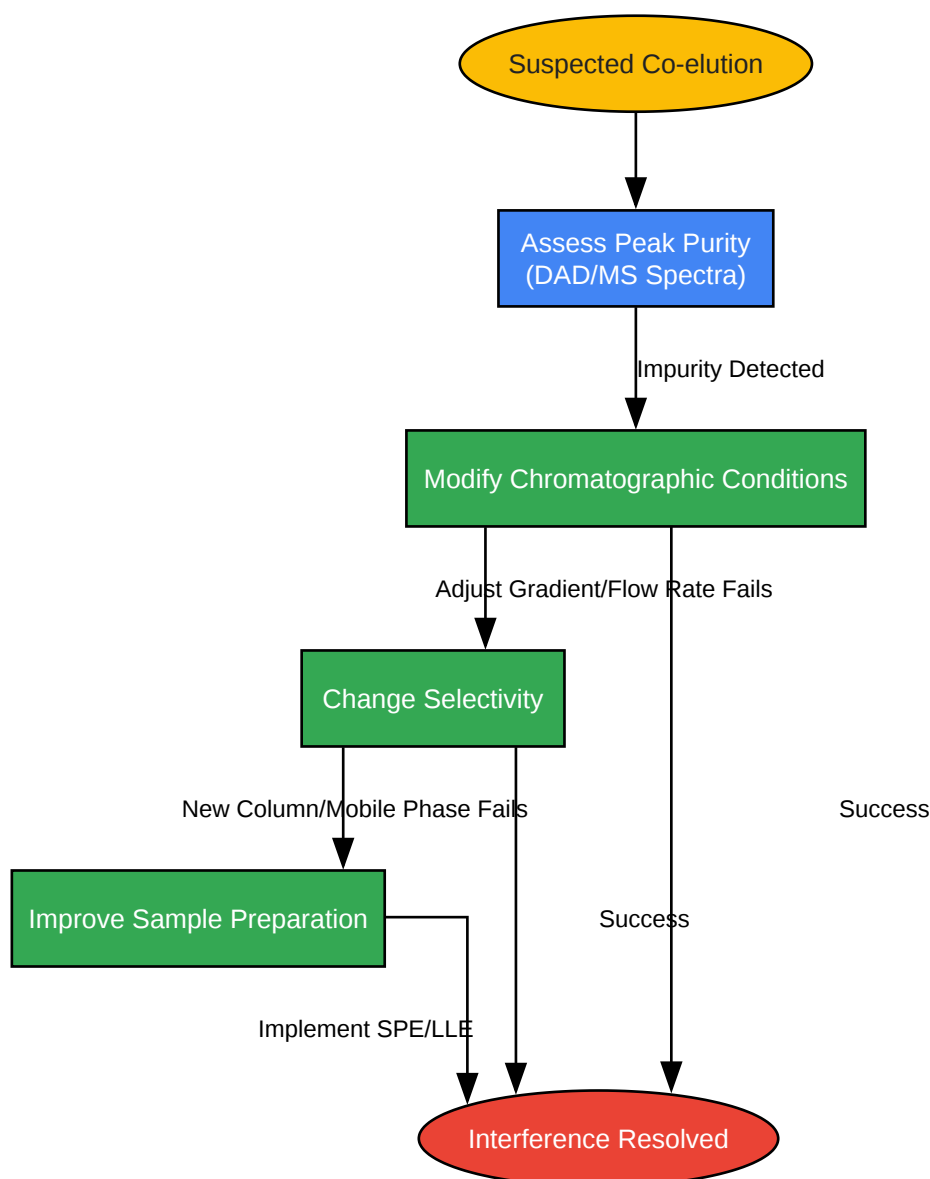 Suspected Co-elution
Assess Peak Purity
(DAD/MS Spectra)
Impurity Detected
Modify Chromatographic Conditions
Adjust Gradient/Flow Rate Fails
Change Selectivity
New Column/Mobile Phase Fails
Success
Improve Sample Preparation
Success
Implement SPE/LLE
Interference Resolved